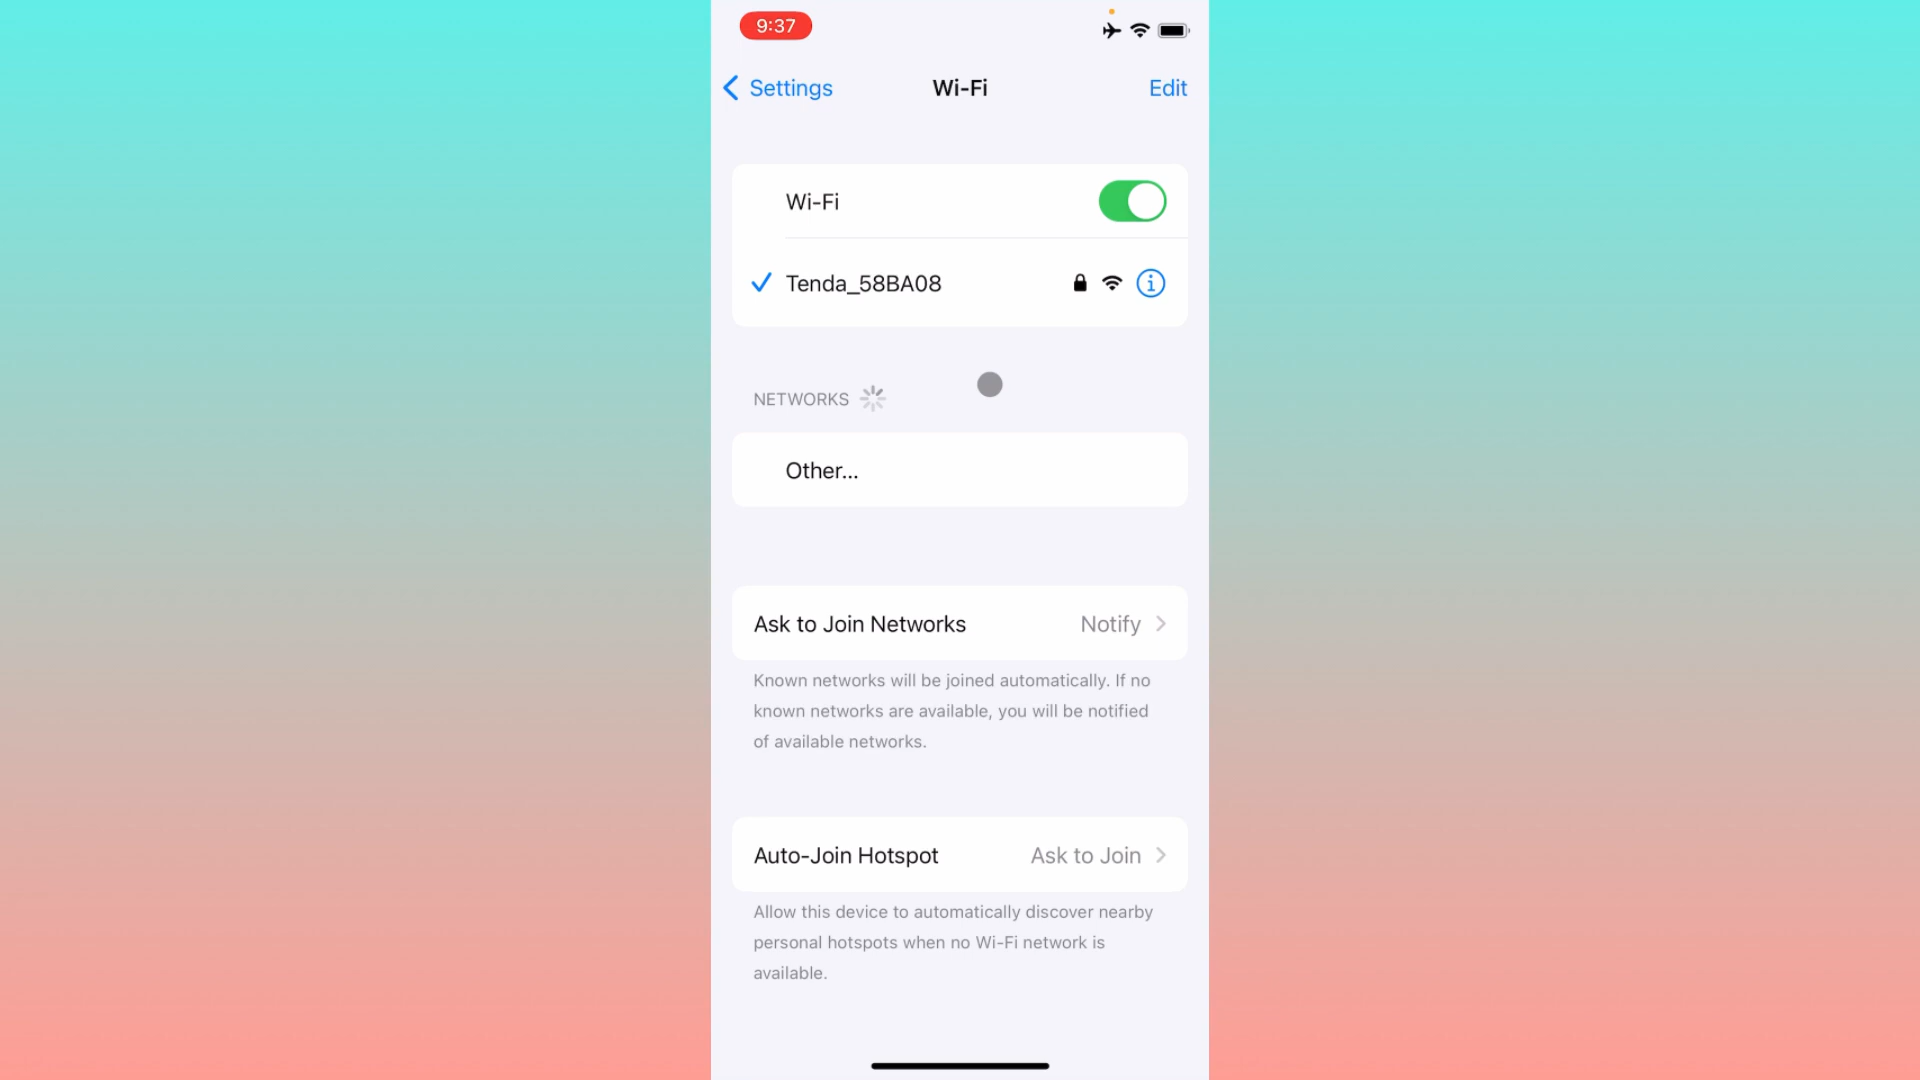 9:37
Settings
Wi-Fi
Edit
Wi-Fi
Tenda_58BA08
NETWORKS
Other...
Ask to Join Networks
Notify
Known networks will be joined automatically. If no
known networks are available, you will be notified
of available networks.
Auto-Join Hotspot
Ask to Join
Allow this device to automatically discover nearby
personal hotspots when no Wi-Fi network is
available.